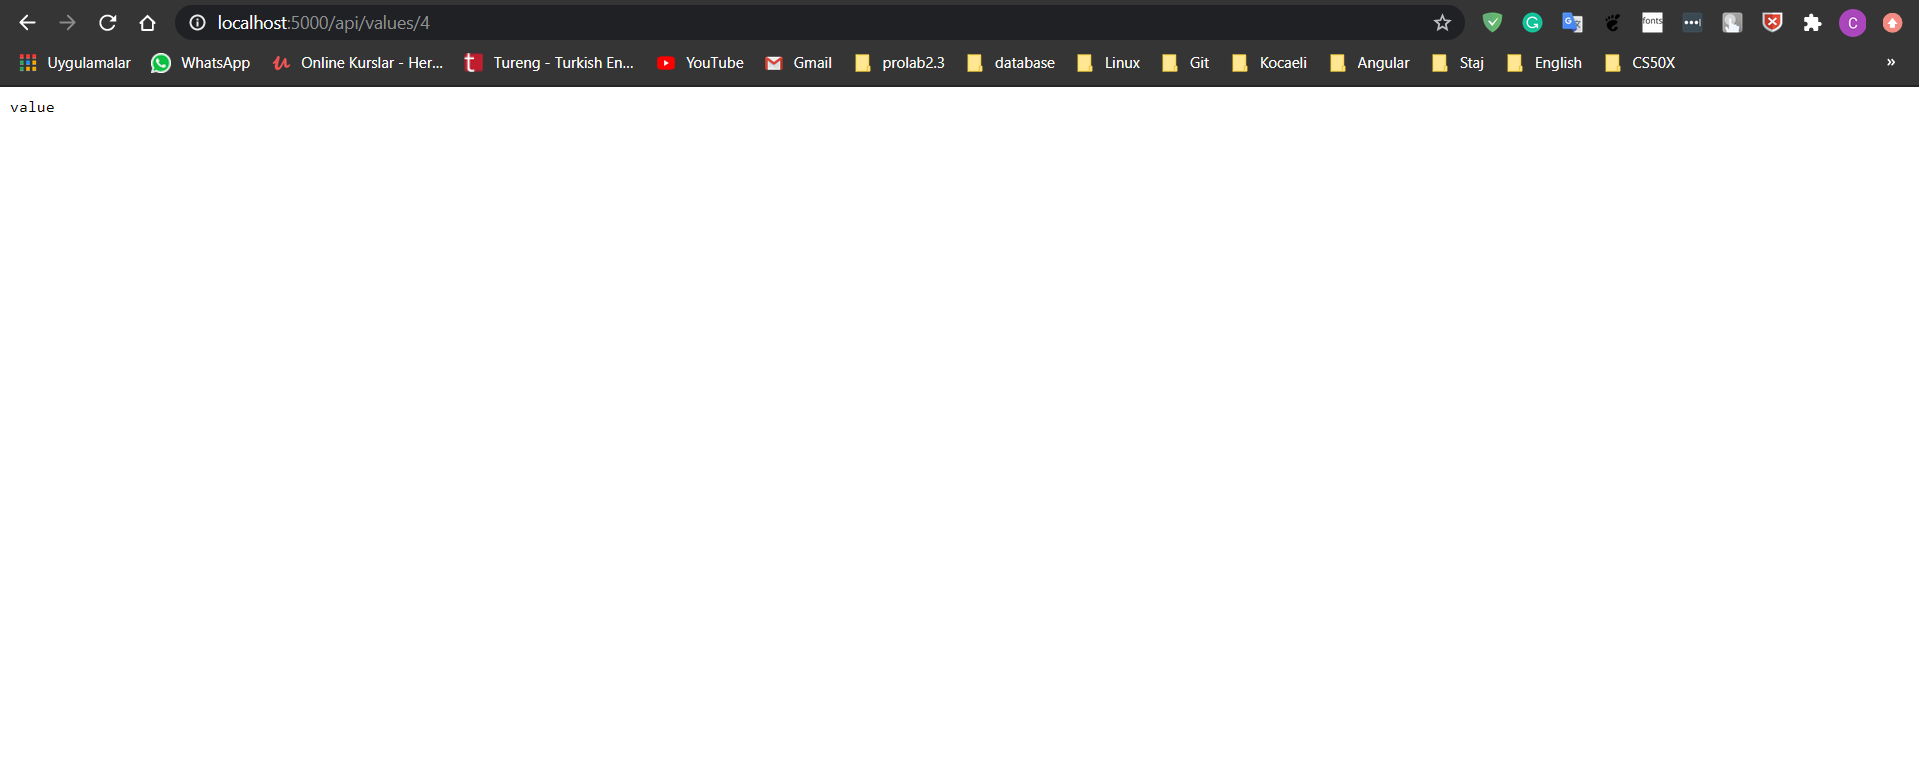 localhost:5000/api/values/4
fonts
C
Uygulamalar WhatsApp Online Kurslar - Her... Tureng - Turkish En... YouTube Gmail prolab2.3 database Linux Git Kocaeli Angular Staj English CS50X »
value